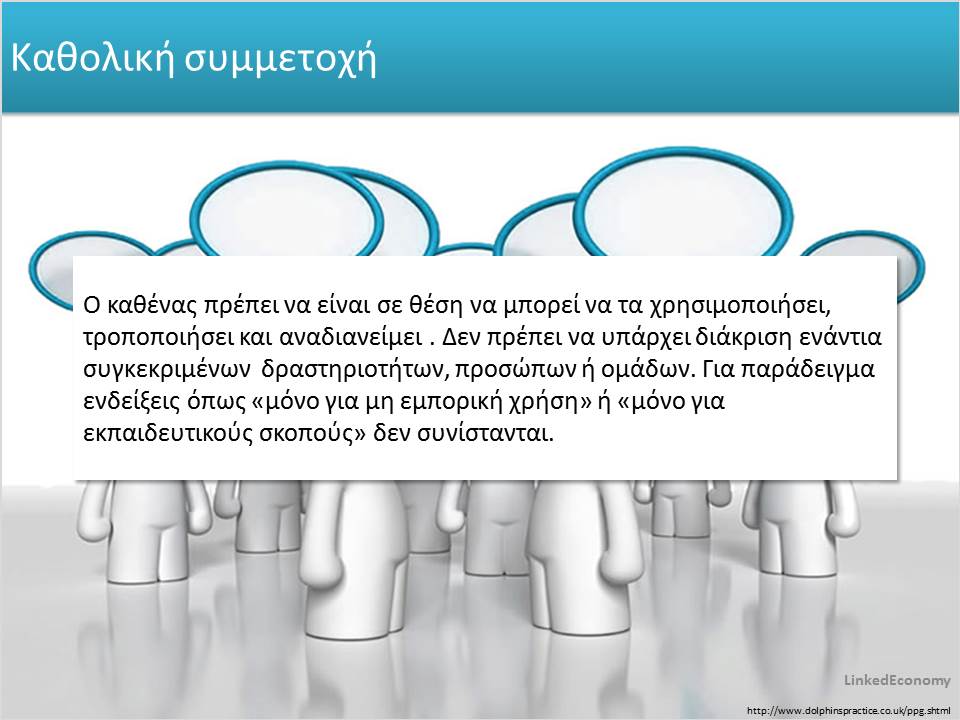 Καθολική συμμετοχή
Ο καθένας πρέπει να είναι σε θέση να μπορεί να τα χρησιμοποιήσει,
τροποποιήσει και αναδιανείμει . Δεν πρέπει να υπάρχει διάκριση ενάντια
συγκεκριμένων  δραστηριοτήτων, προσώπων ή ομάδων. Για παράδειγμα
ενδείξεις όπως «μόνο για μη εμπορική χρήση» ή «μόνο για
εκπαιδευτικούς σκοπούς» δεν συνίστανται.
LinkedEconomy
http://www.dolphinspractice.co.uk/ppg.shtml